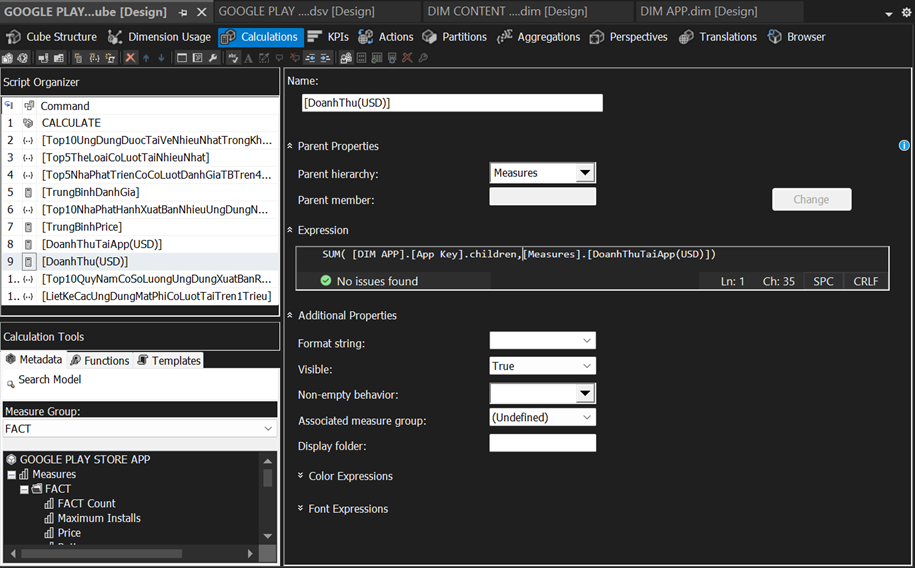 GOOGLE PLAY...ube [Design]
GOOGLE PLAY ....dsv [Design]
DIM CONTENT ....dim [Design]
DIM APP.dim [Design]
Cube Structure
Dimension Usage
Calculations
KPIs
Actions
Partitions
Aggregations
Perspectives
Translations
Browser
Script Organizer
Command
1 CALCULATE
2 [Top10UngDungDuocTaiVeNhieuNhatTrongKh...
3 [Top5TheLoaiCoLuotTaiNhieuNhat]
4 [Top5NhaPhatTrienCoCoLuotDanhGiaTBTren4...
5 [TrungBinhDanhGia]
6 [Top10NhaPhatHanhXuatBanNhieuUngDungN...
7 [TrungBinhPrice]
8 [DoanhThuTaiApp(USD)]
9 [DoanhThu(USD)]
1.. [Top10QuyNamCoSoLuongUngDungXuatBanR...
1.. [LietKeCacUngDungMatPhiCoLuotTaiTren1Trieu]
Calculation Tools
Metadata
Functions
Templates
Search Model
Measure Group:
FACT
GOOGLE PLAY STORE APP
Measures
FACT
FACT Count
Maximum Installs
Price
Name:
[DoanhThu(USD)]
Parent Properties
Parent hierarchy:
Measures
Parent member:
Change
Expression
SUM( [DIM APP].[App Key].children,[Measures].[DoanhThuTaiApp(USD)])
No issues found
Ln: 1
Ch: 35
SPC
CRLF
Additional Properties
Format string:
Visible:
True
Non-empty behavior:
Associated measure group:
(Undefined)
Display folder:
Color Expressions
Font Expressions